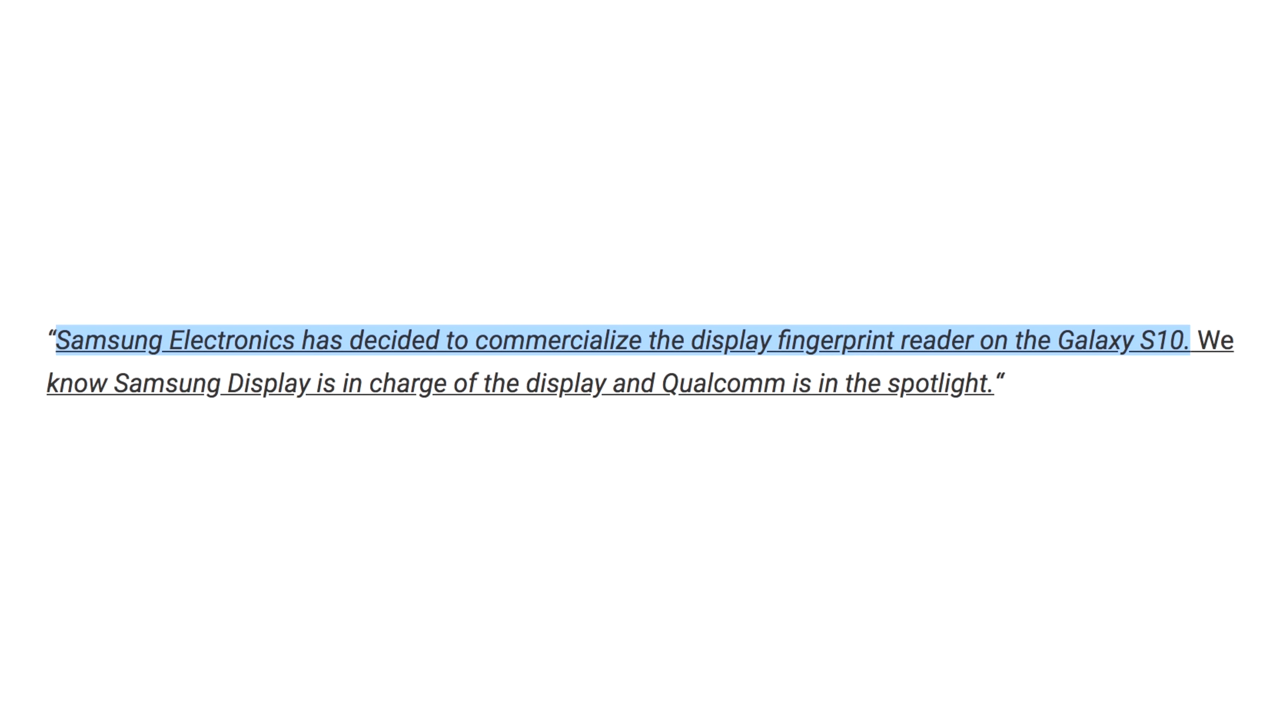 “Samsung Electronics has decided to commercialize the display fingerprint reader on the Galaxy S10. We
know Samsung Display is in charge of the display and Qualcomm is in the spotlight.“